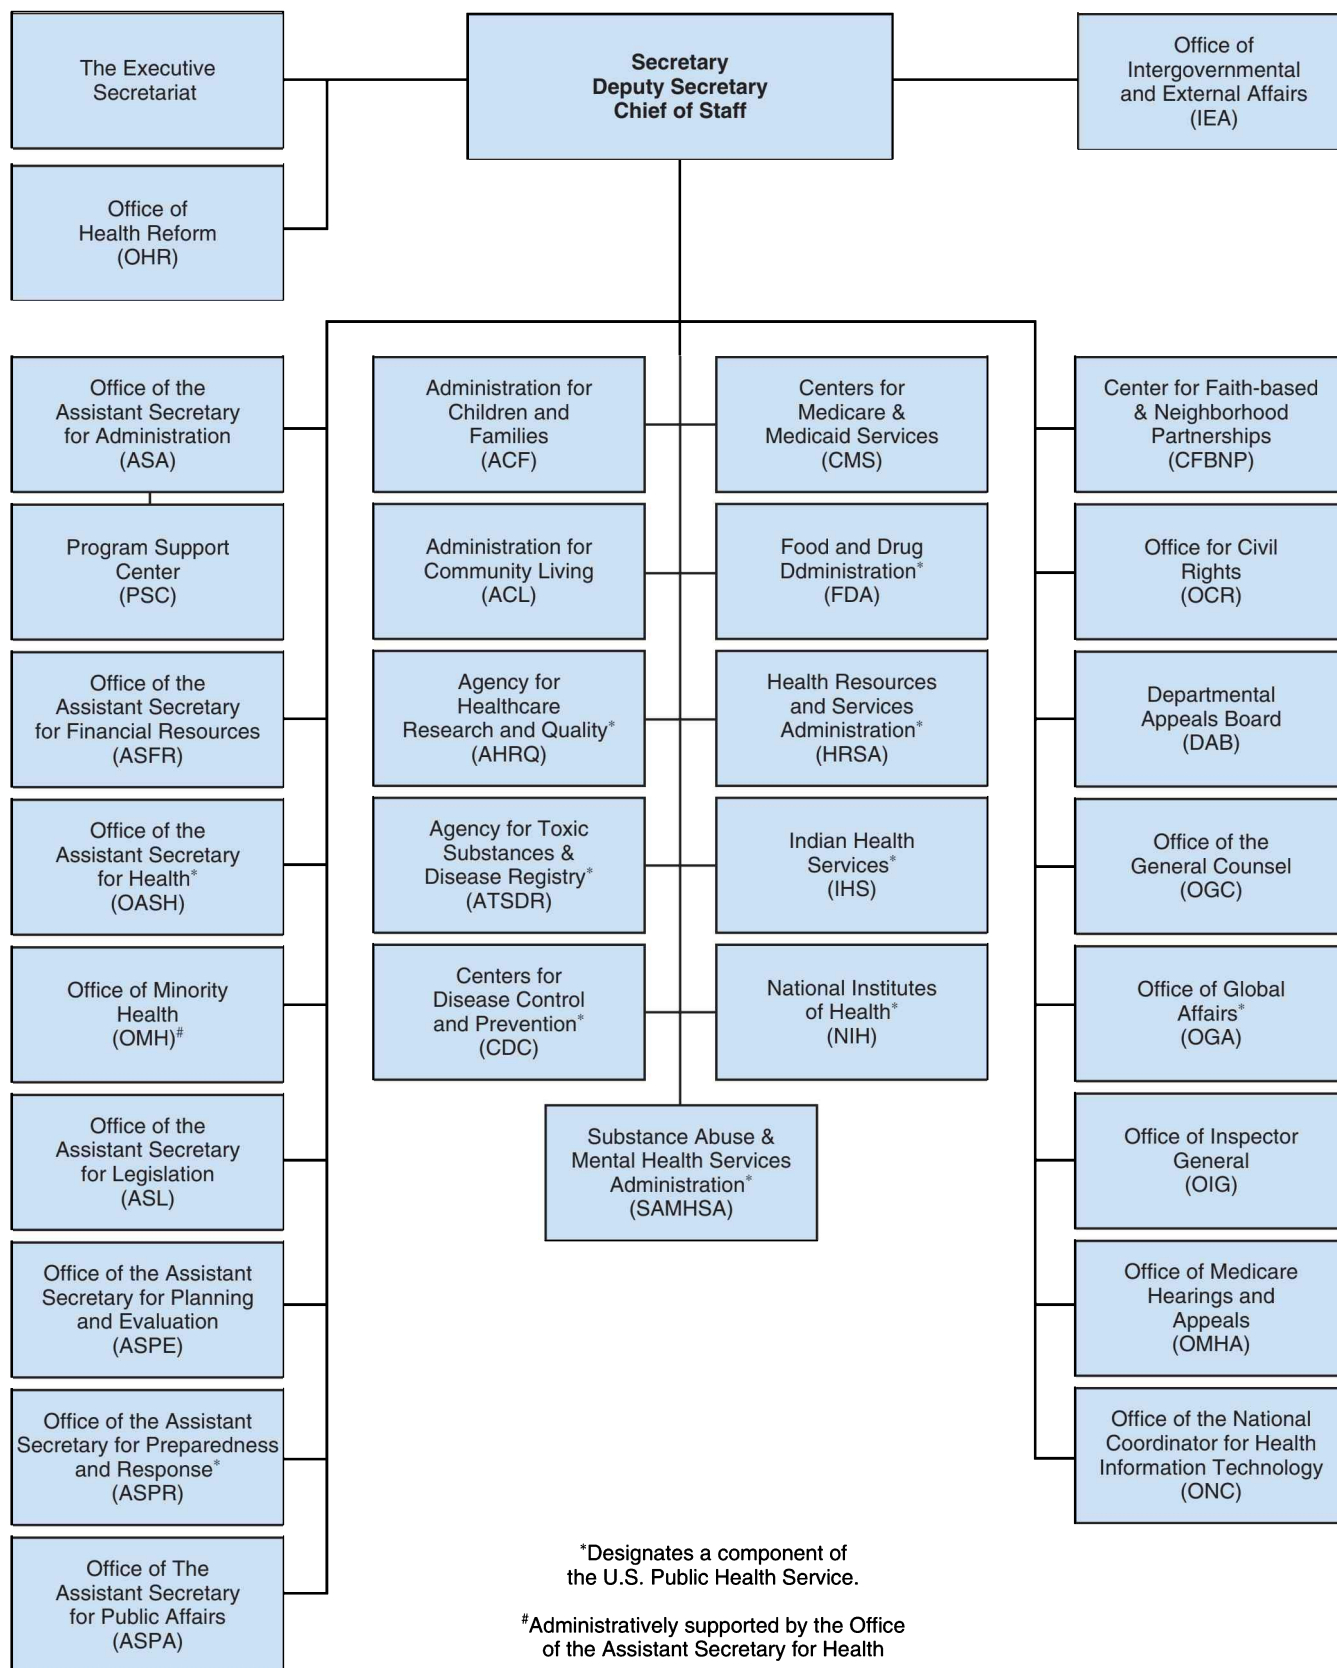 The Executive
Secretariat
Secretary
Deputy Secretary
Chief of Staff
Office of
Intergovernmental
and External Affairs
(IEA)
Office of
Health Reform
(OHR)
Office of the
Assistant Secretary
for Administration
(ASA)
Program Support
Center
(PSC)
Office of the
Assistant Secretary
for Financial Resources
(ASFR)
Office of the
Assistant Secretary
for Health*
(OASH)
Office of Minority
Health
(OMH)#
Office of the
Assistant Secretary
for Legislation
(ASL)
Office of the Assistant
Secretary for Planning
and Evaluation
(ASPE)
Office of the Assistant
Secretary for Preparedness
and Response*
(ASPR)
Office of The
Assistant Secretary
for Public Affairs
(ASPA)
Administration for
Children and
Families
(ACF)
Administration for
Community Living
(ACL)
Agency for
Healthcare
Research and Quality*
(AHRQ)
Agency for Toxic
Substances &
Disease Registry*
(ATSDR)
Centers for
Disease Control
and Prevention*
(CDC)
Centers for
Medicare &
Medicaid Services
(CMS)
Food and Drug
Ddministration*
(FDA)
Health Resources
and Services
Administration*
(HRSA)
Indian Health
Services*
(IHS)
National Institutes
of Health*
(NIH)
Substance Abuse &
Mental Health Services
Administration*
(SAMHSA)
Center for Faith-based
& Neighborhood
Partnerships
(CFBNP)
Office for Civil
Rights
(OCR)
Departmental
Appeals Board
(DAB)
Office of the
General Counsel
(OGC)
Office of Global
Affairs*
(OGA)
Office of Inspector
General
(OIG)
Office of Medicare
Hearings and
Appeals
(OMHA)
Office of the National
Coordinator for Health
Information Technology
(ONC)
*Designates a component of
the U.S. Public Health Service.
#Administratively supported by the Office
of the Assistant Secretary for Health